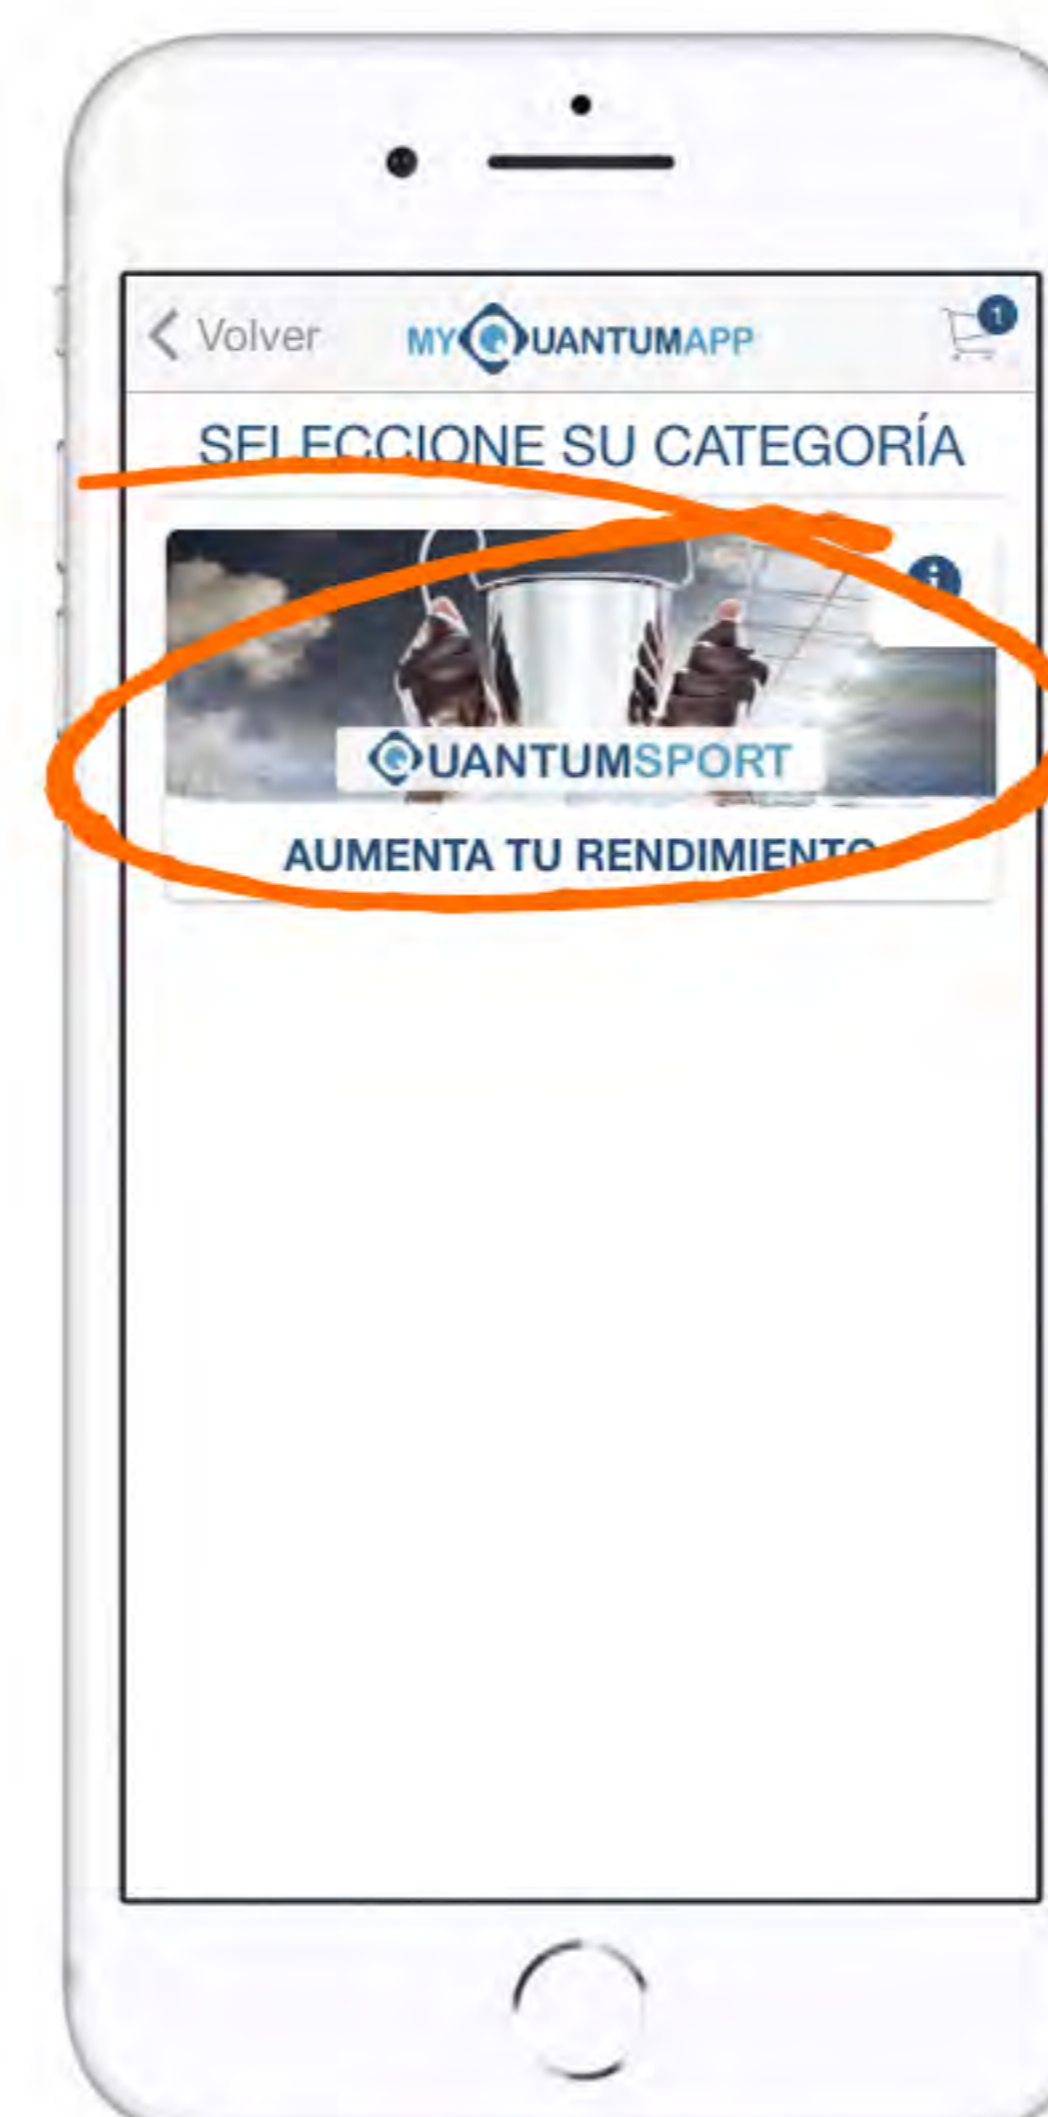 Volver MYQUANTUMAPP 1
SELECCIONE SU CATEGORÍA
i
QUANTUMSPORT
AUMENTA TU RENDIMIENTO